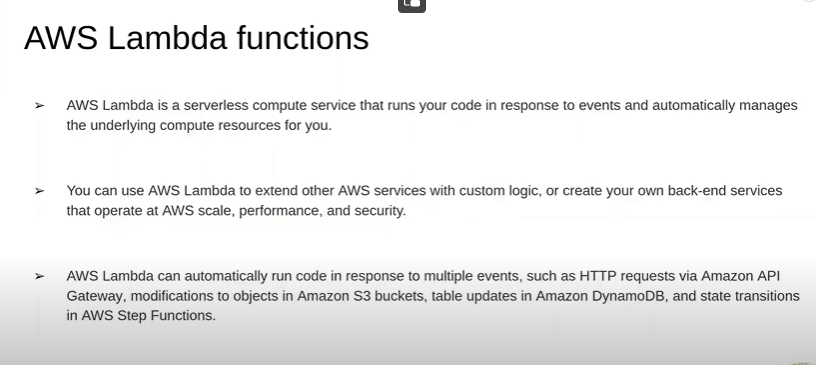 AWS Lambda functions
➢ AWS Lambda is a serverless compute service that runs your code in response to events and automatically manages
the underlying compute resources for you.
➢ You can use AWS Lambda to extend other AWS services with custom logic, or create your own back-end services
that operate at AWS scale, performance, and security.
➢ AWS Lambda can automatically run code in response to multiple events, such as HTTP requests via Amazon API
Gateway, modifications to objects in Amazon S3 buckets, table updates in Amazon DynamoDB, and state transitions
in AWS Step Functions.